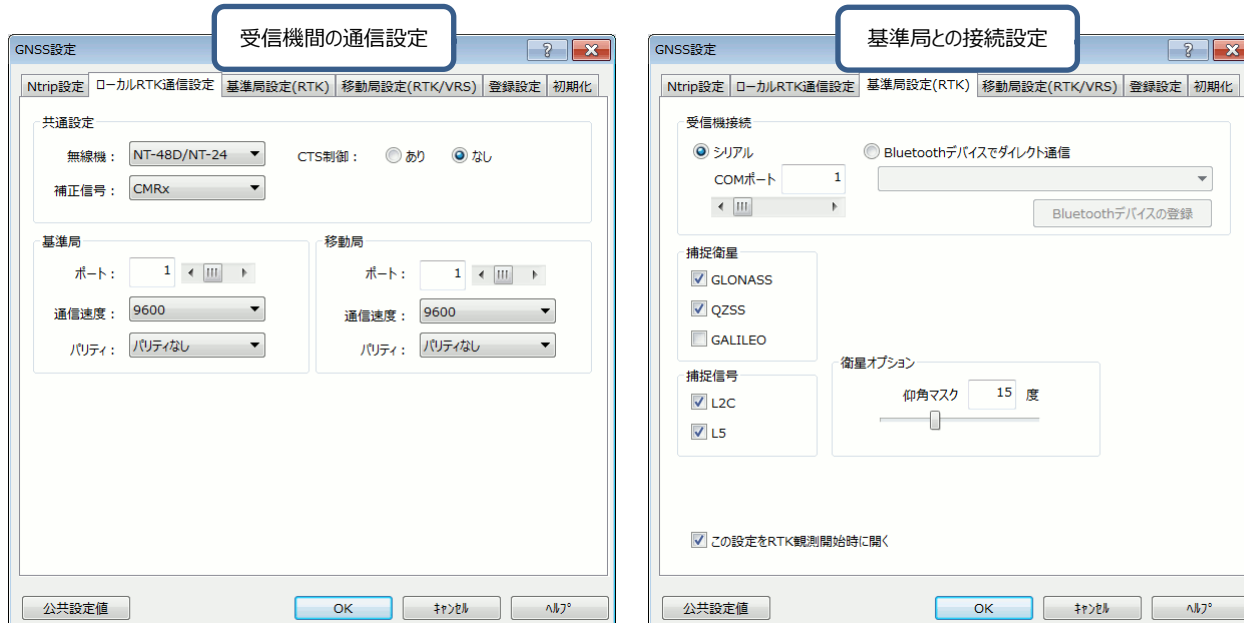 受信機間の通信設定
GNSS設定
Ntrip設定 ローカルRTK通信設定 基準局設定(RTK) 移動局設定(RTK/VRS) 登録設定 初期化
共通設定
無線機： NT-48D/NT-24 CTS制御： あり なし
補正信号： CMRx
基準局
ポート： 1
通信速度： 9600
パリティ： パリティなし
移動局
ポート： 1
通信速度： 9600
パリティ： パリティなし
公共設定値 OK ｷｬﾝｾﾙ ﾍﾙﾌﾟ
基準局との接続設定
GNSS設定
Ntrip設定 ローカルRTK通信設定 基準局設定(RTK) 移動局設定(RTK/VRS) 登録設定 初期化
受信機接続
シリアル Bluetoothデバイスでダイレクト通信
COMポート 1
Bluetoothデバイスの登録
捕捉衛星
GLONASS
QZSS
GALILEO
捕捉信号
L2C
L5
衛星オプション
仰角マスク 15 度
この設定をRTK観測開始時に開く
公共設定値 OK ｷｬﾝｾﾙ ﾍﾙﾌﾟ